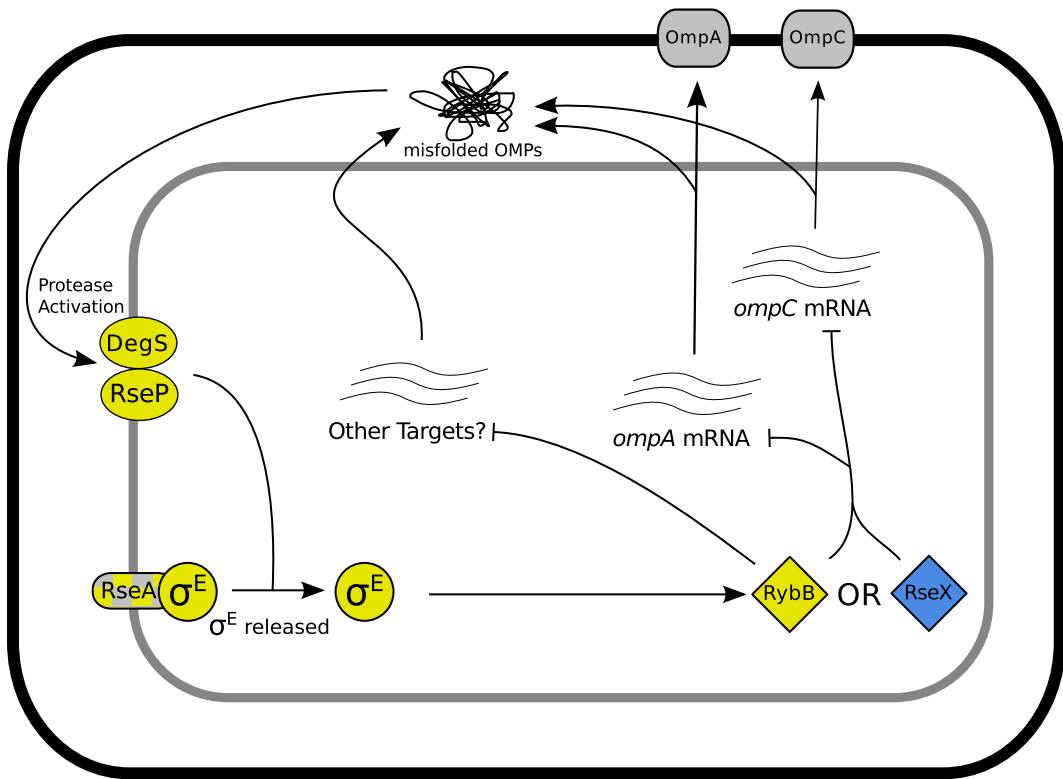 OmpA
OmpC
misfolded OMPs
Protease
Activation
DegS
RseP
ompC mRNA
Other Targets?
ompA mRNA
RseA
σE
σE
σE released
RybB
OR
RseX